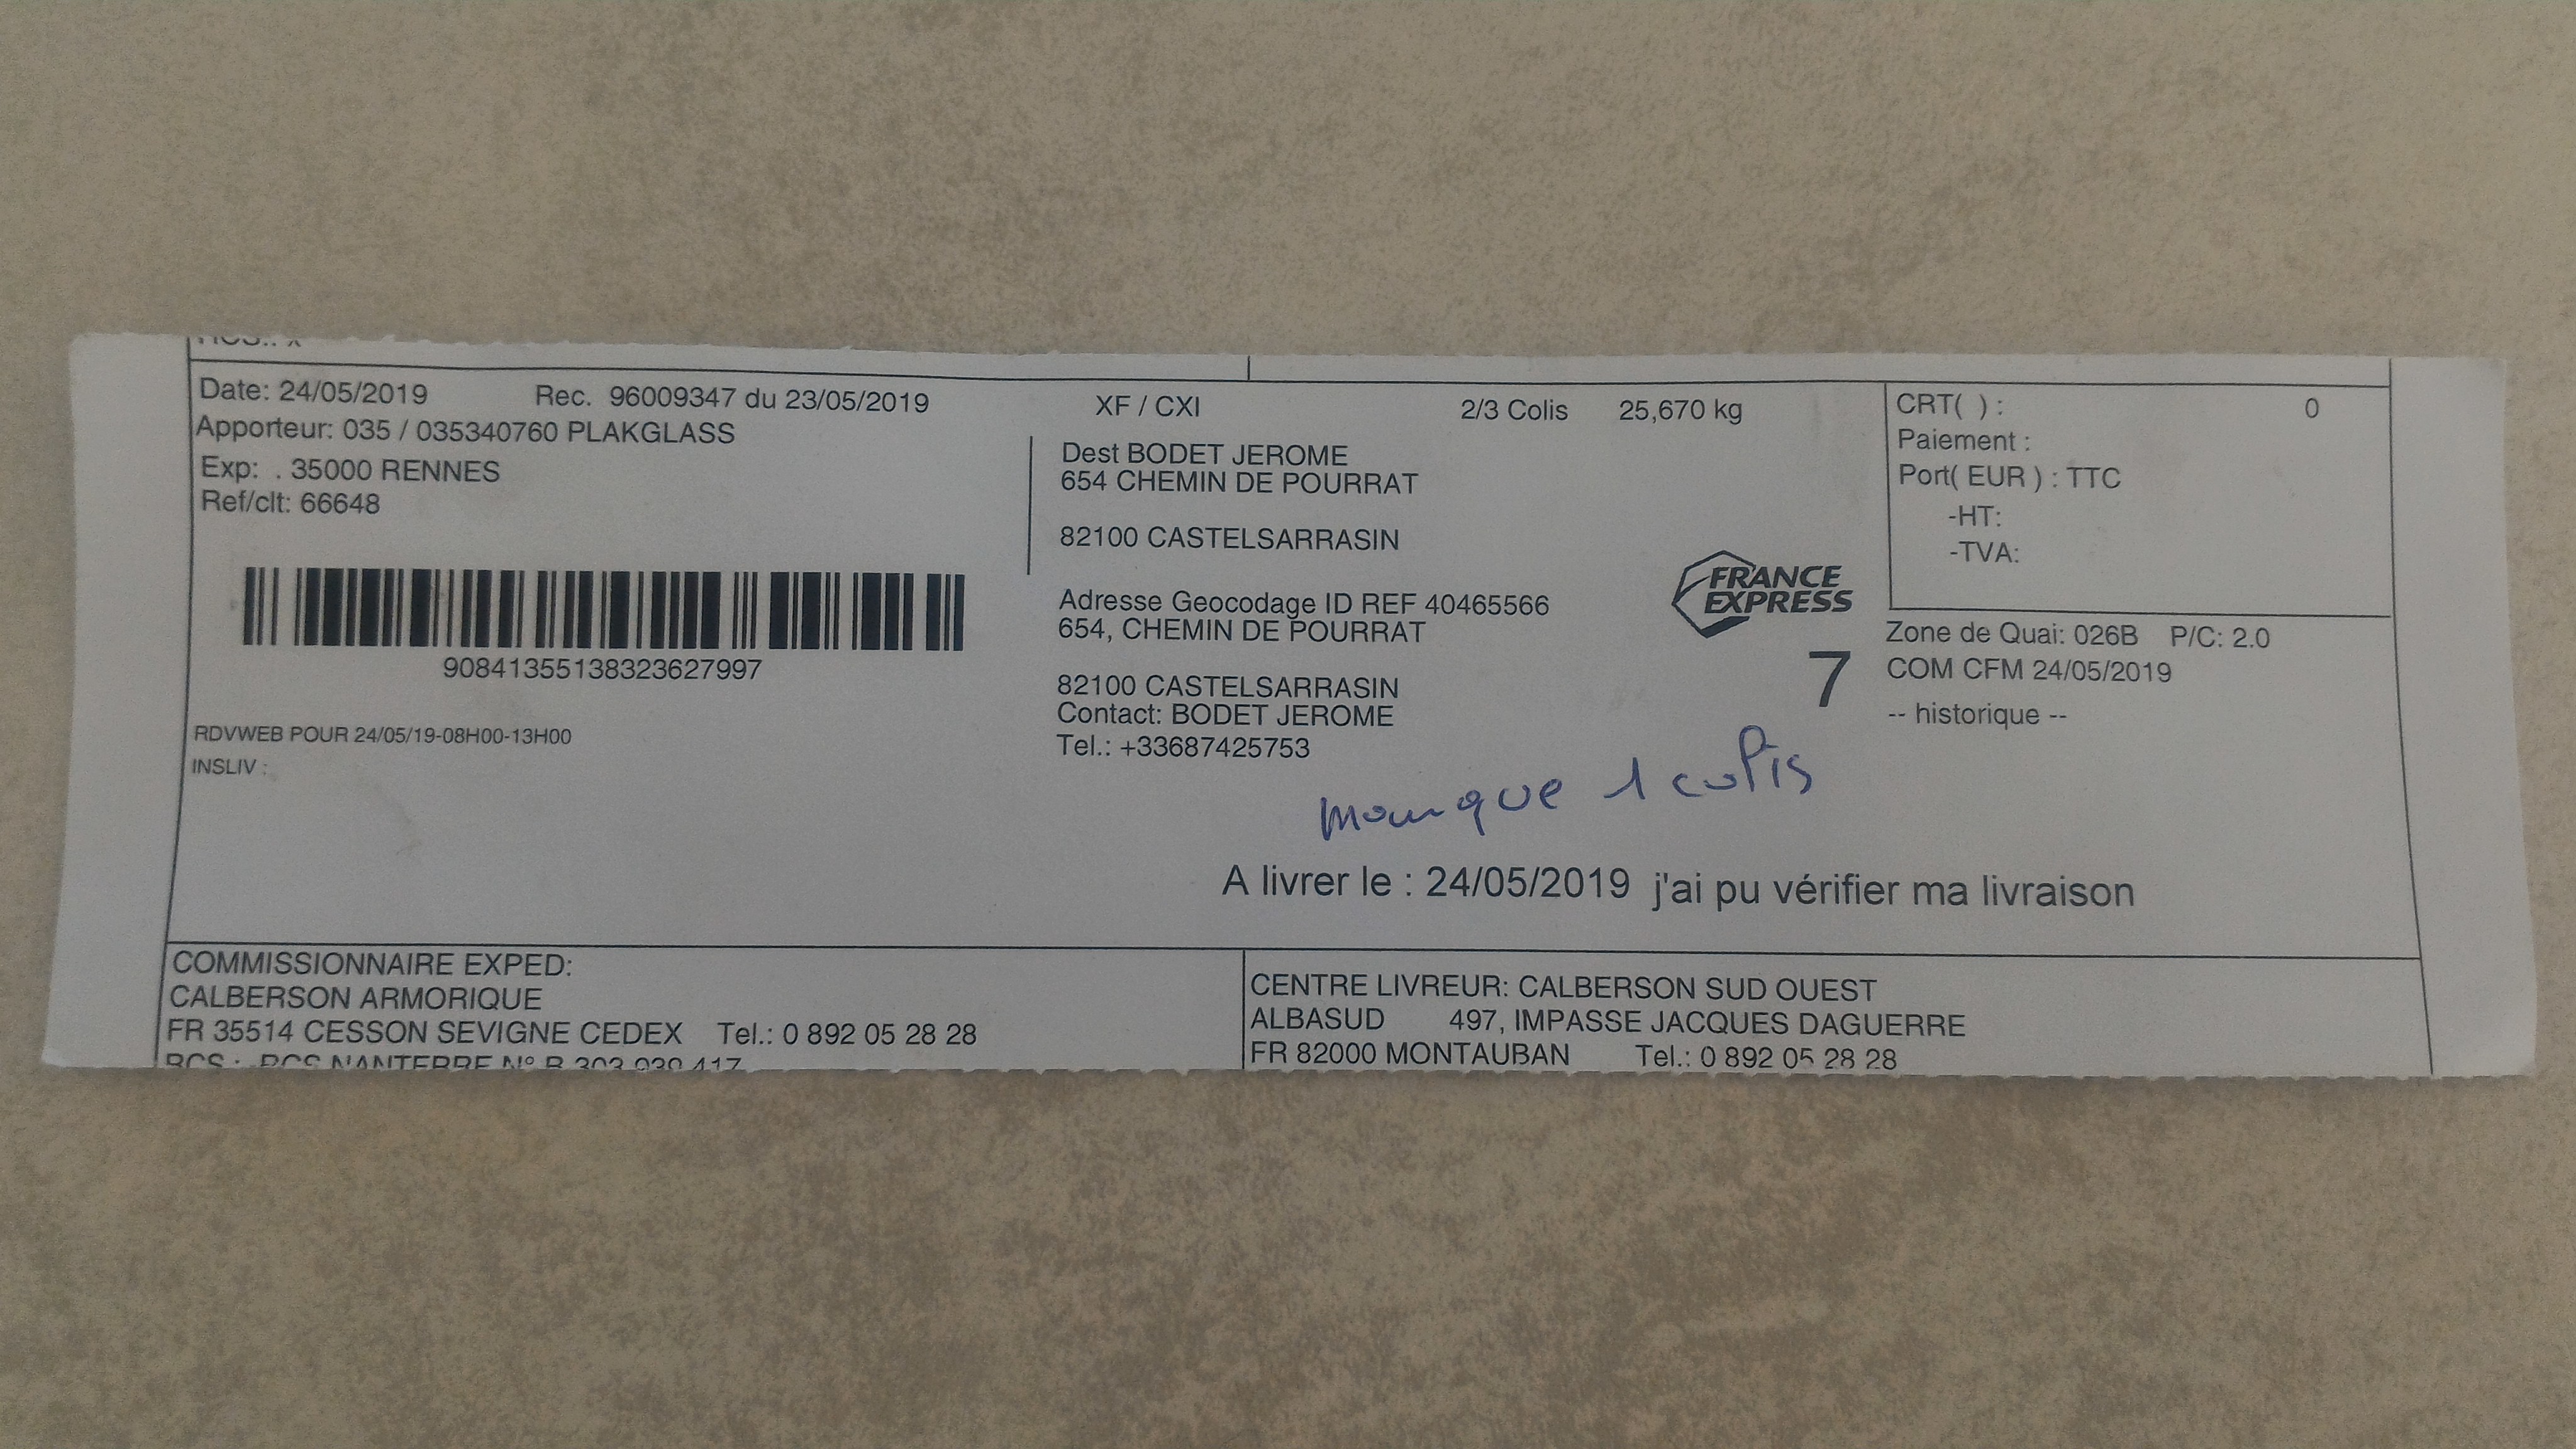 Date: 24/05/2019 Rec. 96009347 du 23/05/2019
Apporteur: 035 / 035340760 PLAKGLASS
Exp: . 35000 RENNES
Ref/clt: 66648
90841355138323627997
RDVWEB POUR 24/05/19-08H00-13H00
INSLIV :
XF / CXI 2/3 Colis 25,670 kg
Dest BODET JEROME
654 CHEMIN DE POURRAT
82100 CASTELSARRASIN
Adresse Geocodage ID REF 40465566
654, CHEMIN DE POURRAT
82100 CASTELSARRASIN
Contact: BODET JEROME
Tel.: +33687425753
FRANCE
EXPRESS
7
CRT( ) : 0
Paiement :
Port( EUR ) : TTC
-HT:
-TVA:
Zone de Quai: 026B P/C: 2.0
COM CFM 24/05/2019
-- historique --
manque 1 colis
A livrer le : 24/05/2019 j'ai pu vérifier ma livraison
COMMISSIONNAIRE EXPED:
CALBERSON ARMORIQUE
FR 35514 CESSON SEVIGNE CEDEX Tel.: 0 892 05 28 28
RCS : RCS NANTERRE N° B 303 939 417
CENTRE LIVREUR: CALBERSON SUD OUEST
ALBASUD 497, IMPASSE JACQUES DAGUERRE
FR 82000 MONTAUBAN Tel.: 0 892 05 28 28